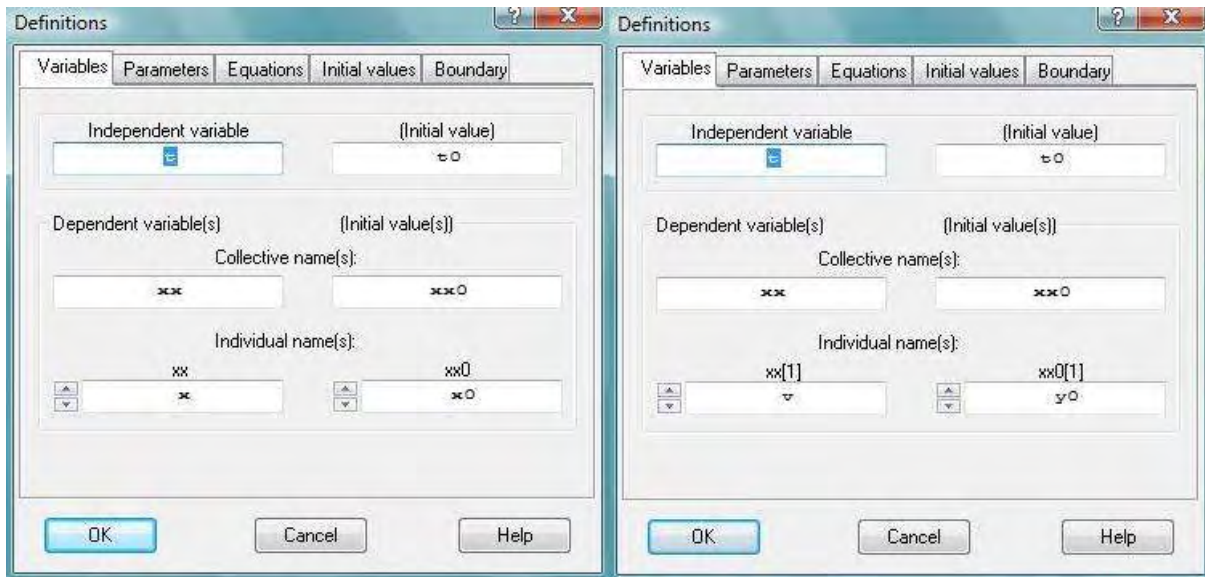 Definitions
Variables Parameters Equations Initial values Boundary
Independent variable (Initial value)
t t0
Dependent variable(s) (Initial value(s))
Collective name(s):
xx xx0
Individual name(s):
xx xx0
x x0
OK Cancel Help
Definitions
Variables Parameters Equations Initial values Boundary
Independent variable (Initial value)
t t0
Dependent variable(s) (Initial value(s))
Collective name(s):
xx xx0
Individual name(s):
xx[1] xx0[1]
v y0
OK Cancel Help